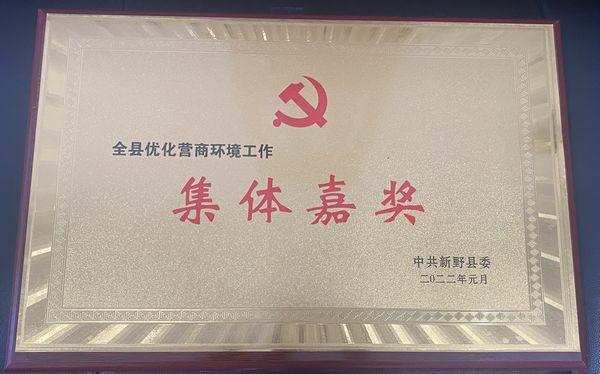 全县优化营商环境工作
集体嘉奖
中共新野县委
二〇二二年元月